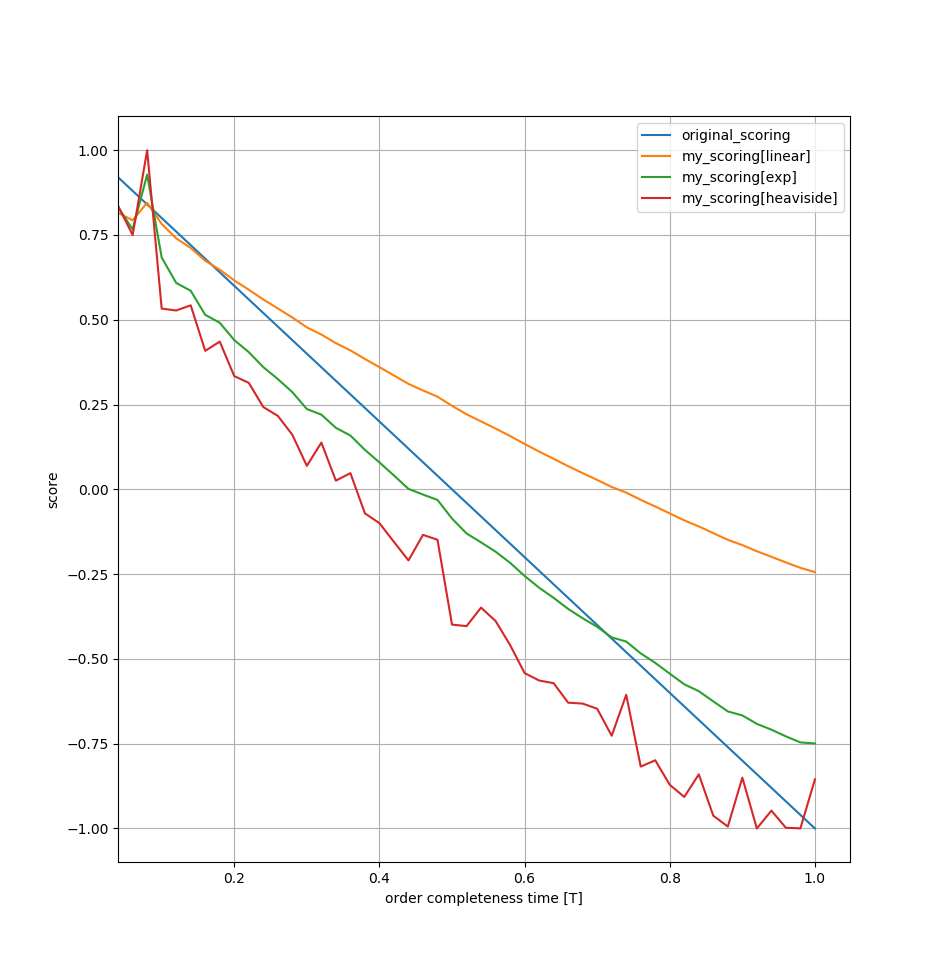 original_scoring
my_scoring[linear]
my_scoring[exp]
my_scoring[heaviside]
1.00
0.75
0.50
0.25
0.00
−0.25
−0.50
−0.75
−1.00
score
0.2 0.4 0.6 0.8 1.0
order completeness time [T]